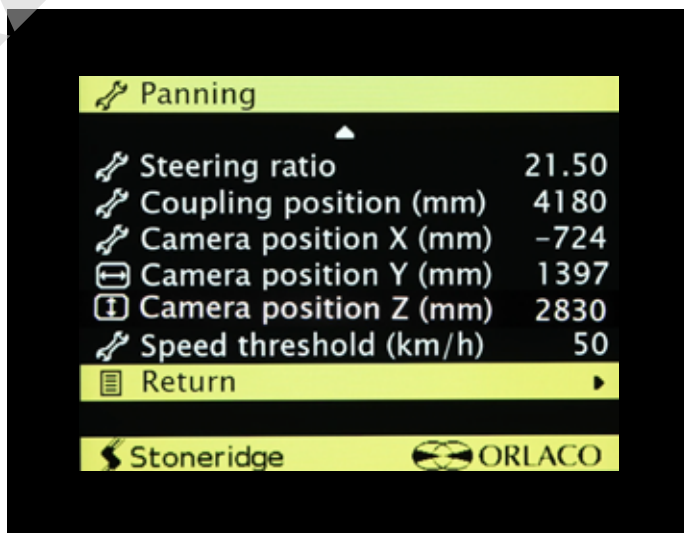 Panning
Steering ratio 21.50
Coupling position (mm) 4180
Camera position X (mm) -724
Camera position Y (mm) 1397
Camera position Z (mm) 2830
Speed threshold (km/h) 50
Return
Stoneridge ORLACO